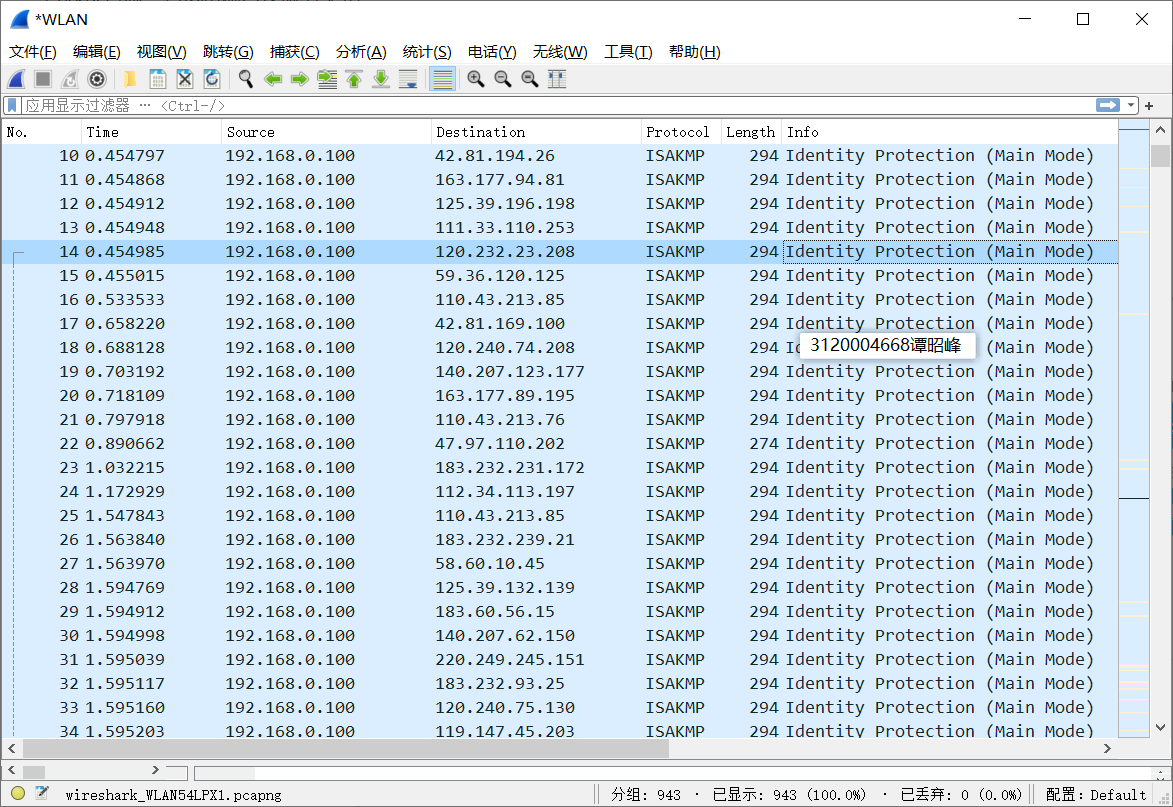 *WLAN
文件(F) 编辑(E) 视图(V) 跳转(G) 捕获(C) 分析(A) 统计(S) 电话(Y) 无线(W) 工具(T) 帮助(H)
应用显示过滤器 … <Ctrl-/>
No. Time Source Destination Protocol Length Info
10 0.454797 192.168.0.100 42.81.194.26 ISAKMP 294 Identity Protection (Main Mode)
11 0.454868 192.168.0.100 163.177.94.81 ISAKMP 294 Identity Protection (Main Mode)
12 0.454912 192.168.0.100 125.39.196.198 ISAKMP 294 Identity Protection (Main Mode)
13 0.454948 192.168.0.100 111.33.110.253 ISAKMP 294 Identity Protection (Main Mode)
14 0.454985 192.168.0.100 120.232.23.208 ISAKMP 294 Identity Protection (Main Mode)
15 0.455015 192.168.0.100 59.36.120.125 ISAKMP 294 Identity Protection (Main Mode)
16 0.533533 192.168.0.100 110.43.213.85 ISAKMP 294 Identity Protection (Main Mode)
17 0.658220 192.168.0.100 42.81.169.100 ISAKMP 294 Identity Protection (Main Mode)
18 0.688128 192.168.0.100 120.240.74.208 ISAKMP 294 (Main Mode)
3120004668谭昭峰
19 0.703192 192.168.0.100 140.207.123.177 ISAKMP 294 Identity Protection (Main Mode)
20 0.718109 192.168.0.100 163.177.89.195 ISAKMP 294 Identity Protection (Main Mode)
21 0.797918 192.168.0.100 110.43.213.76 ISAKMP 294 Identity Protection (Main Mode)
22 0.890662 192.168.0.100 47.97.110.202 ISAKMP 274 Identity Protection (Main Mode)
23 1.032215 192.168.0.100 183.232.231.172 ISAKMP 294 Identity Protection (Main Mode)
24 1.172929 192.168.0.100 112.34.113.197 ISAKMP 294 Identity Protection (Main Mode)
25 1.547843 192.168.0.100 110.43.213.85 ISAKMP 294 Identity Protection (Main Mode)
26 1.563840 192.168.0.100 183.232.239.21 ISAKMP 294 Identity Protection (Main Mode)
27 1.563970 192.168.0.100 58.60.10.45 ISAKMP 294 Identity Protection (Main Mode)
28 1.594769 192.168.0.100 125.39.132.139 ISAKMP 294 Identity Protection (Main Mode)
29 1.594912 192.168.0.100 183.60.56.15 ISAKMP 294 Identity Protection (Main Mode)
30 1.594998 192.168.0.100 140.207.62.150 ISAKMP 294 Identity Protection (Main Mode)
31 1.595039 192.168.0.100 220.249.245.151 ISAKMP 294 Identity Protection (Main Mode)
32 1.595117 192.168.0.100 183.232.93.25 ISAKMP 294 Identity Protection (Main Mode)
33 1.595160 192.168.0.100 120.240.75.130 ISAKMP 294 Identity Protection (Main Mode)
34 1.595203 192.168.0.100 119.147.45.203 ISAKMP 294 Identity Protection (Main Mode)
wireshark_WLAN54LPX1.pcapng 分组: 943 · 已显示: 943 (100.0%) · 已丢弃: 0 (0.0%) 配置: Default